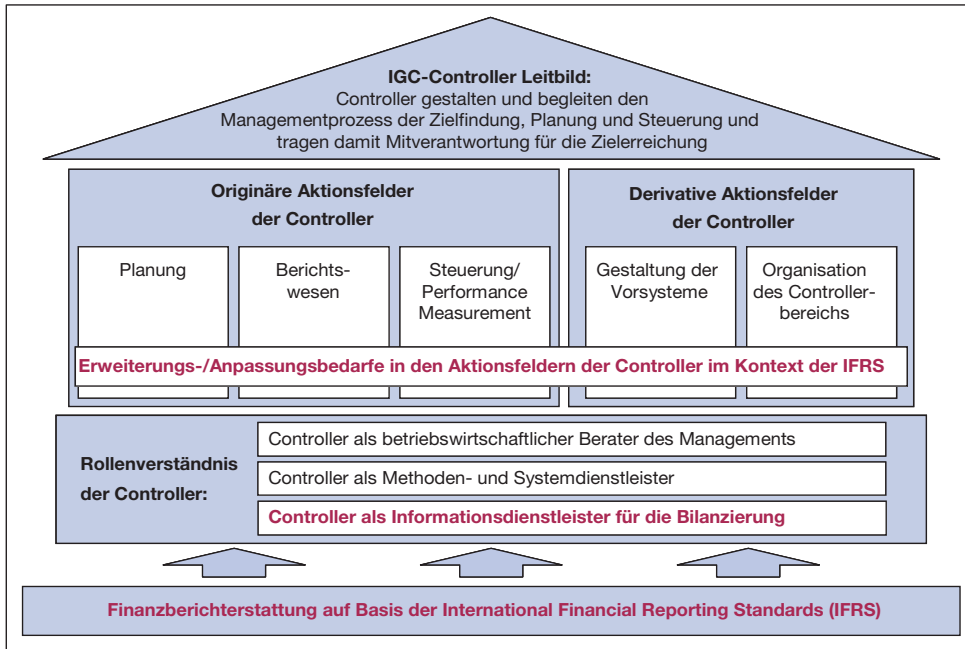 IGC-Controller Leitbild:
Controller gestalten und begleiten den
Managementprozess der Zielfindung, Planung und Steuerung und
tragen damit Mitverantwortung für die Zielerreichung
Originäre Aktionsfelder
der Controller
Planung
Berichts-
wesen
Steuerung/
Performance
Measurement
Derivative Aktionsfelder
der Controller
Gestaltung der
Vorsysteme
Organisation
des Controller-
bereichs
Erweiterungs-/Anpassungsbedarfe in den Aktionsfeldern der Controller im Kontext der IFRS
Rollenverständnis
der Controller:
Controller als betriebswirtschaftlicher Berater des Managements
Controller als Methoden- und Systemdienstleister
Controller als Informationsdienstleister für die Bilanzierung
Finanzberichterstattung auf Basis der International Financial Reporting Standards (IFRS)